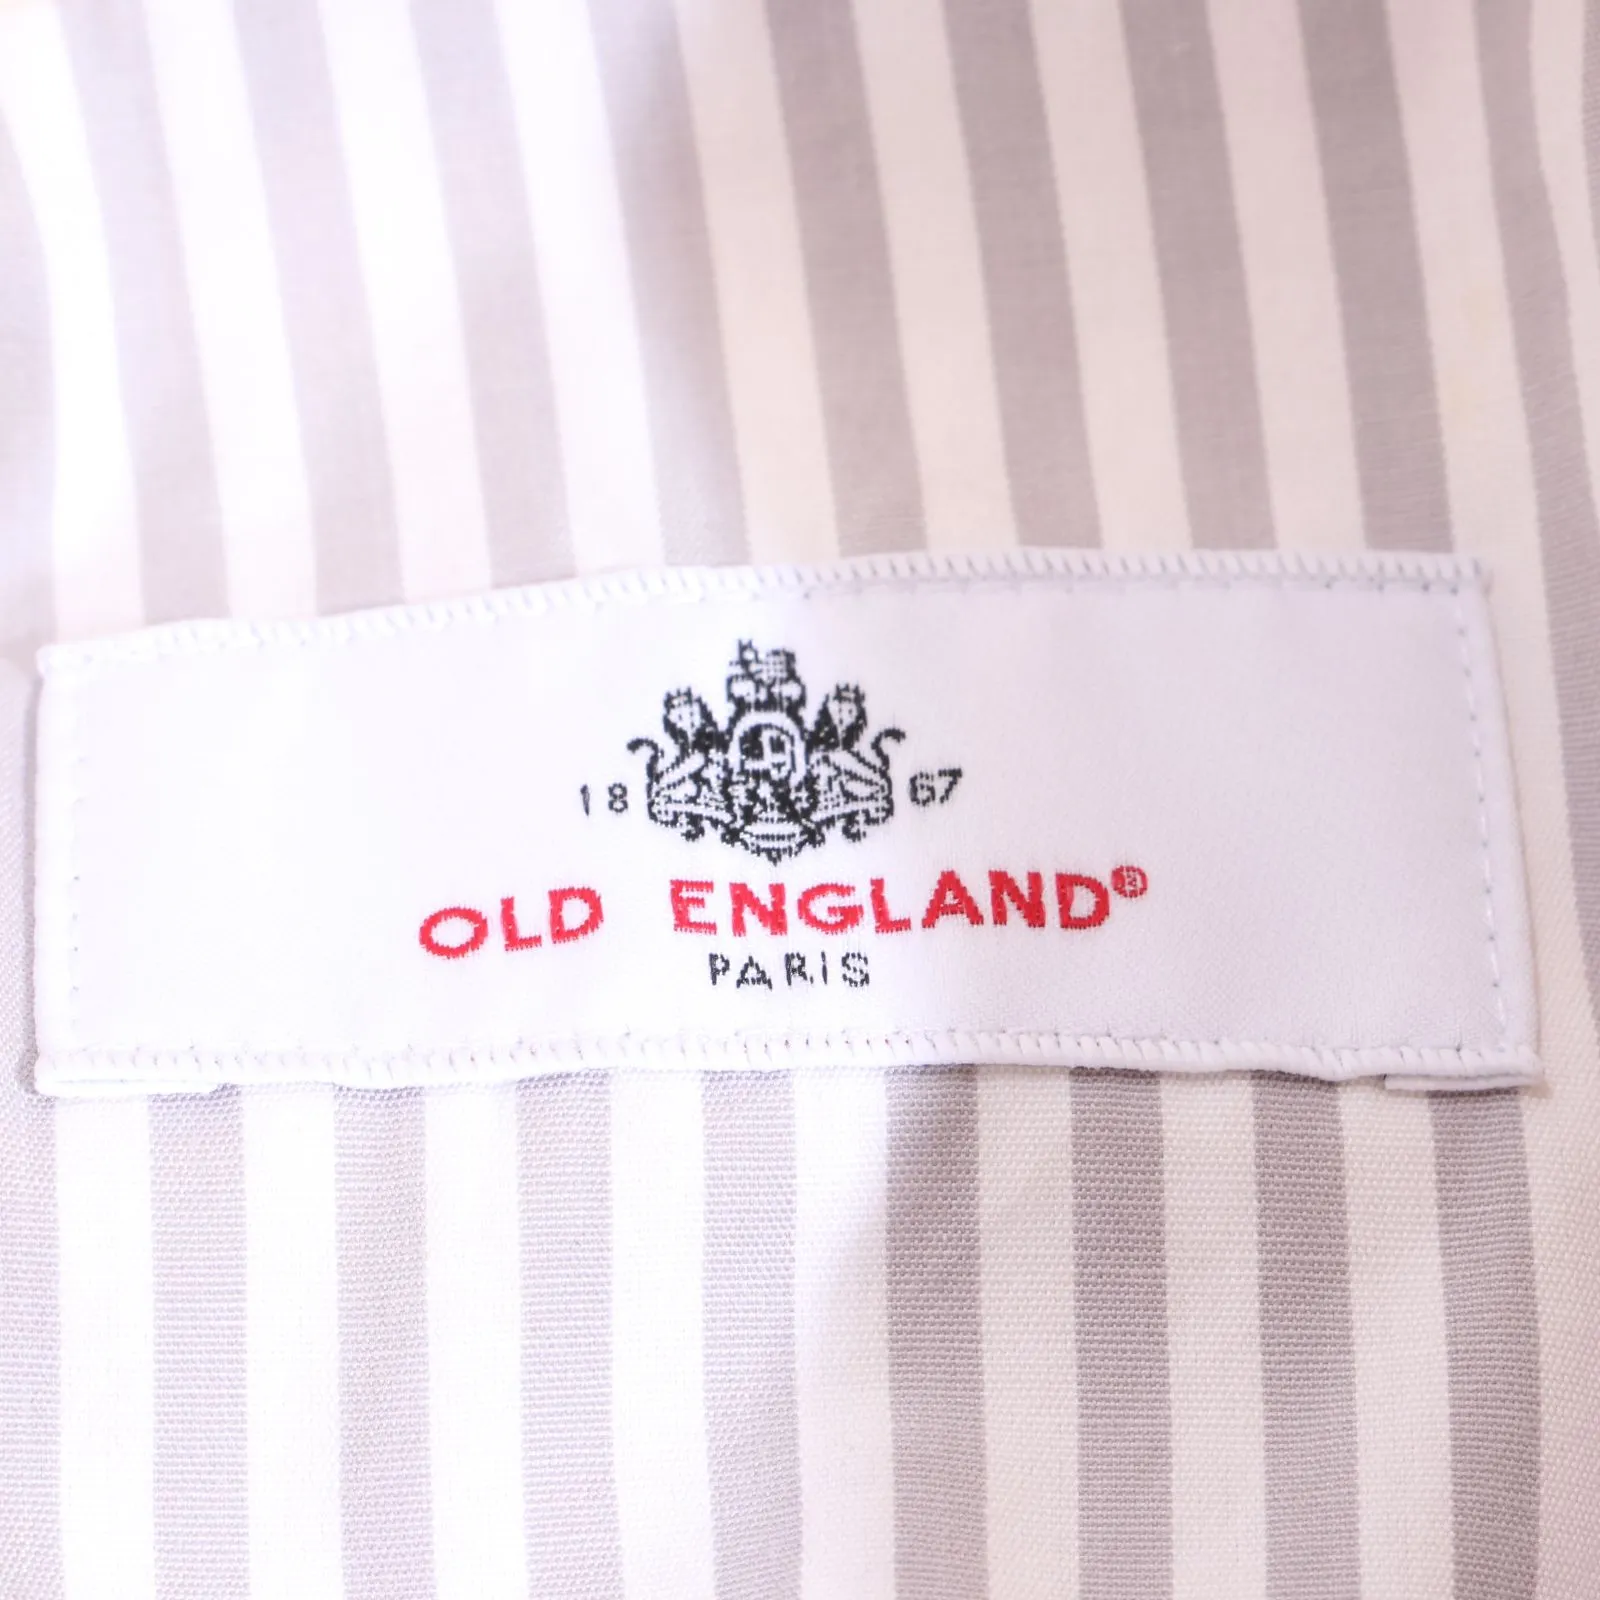 18 67
OLD ENGLAND®
PARIS